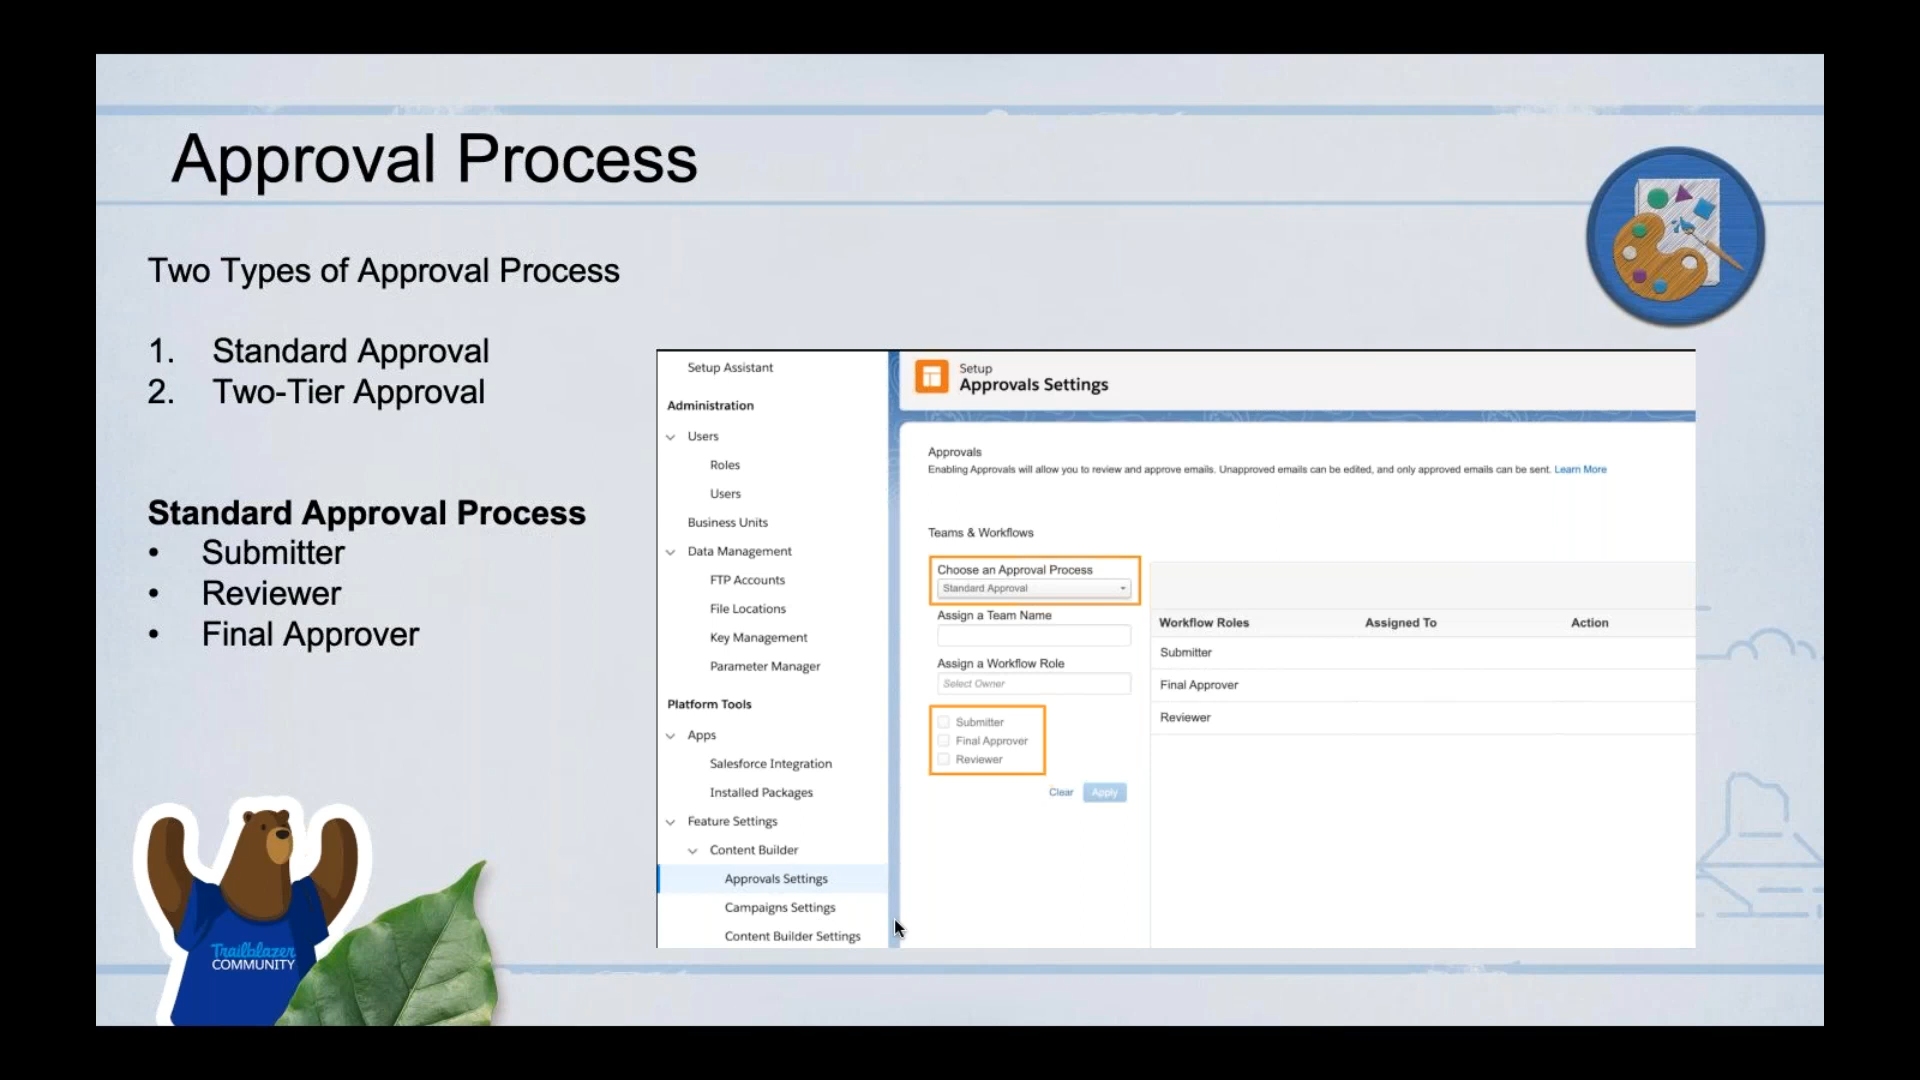 Approval Process
Two Types of Approval Process
1. Standard Approval
2. Two-Tier Approval
Standard Approval Process
• Submitter
• Reviewer
• Final Approver
Trailblazer
COMMUNITY
Setup Assistant
Administration
Users
Roles
Users
Business Units
Data Management
FTP Accounts
File Locations
Key Management
Parameter Manager
Platform Tools
Apps
Salesforce Integration
Installed Packages
Feature Settings
Content Builder
Approvals Settings
Campaigns Settings
Content Builder Settings
Setup
Approvals Settings
Approvals
Enabling Approvals will allow you to review and approve emails. Unapproved emails can be edited, and only approved emails can be sent. Learn More
Teams & Workflows
Choose an Approval Process
Standard Approval
Assign a Team Name
Assign a Workflow Role
Select Owner
Submitter
Final Approver
Reviewer
Clear Apply
Workflow Roles Assigned To Action
Submitter
Final Approver
Reviewer